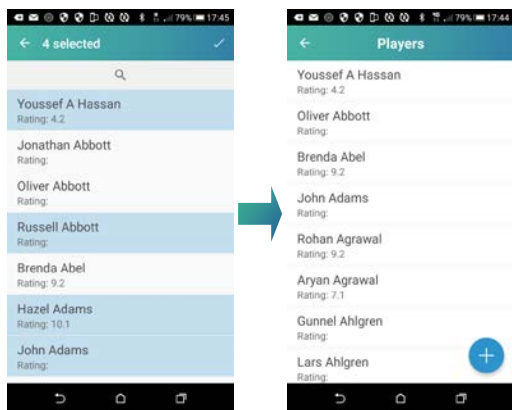 79% 17:45
4 selected
Youssef A Hassan
Rating: 4.2
Jonathan Abbott
Rating:
Oliver Abbott
Rating:
Russell Abbott
Rating:
Brenda Abel
Rating: 9.2
Hazel Adams
Rating: 10.1
John Adams
Rating:
79% 17:44
Players
Youssef A Hassan
Rating: 4.2
Oliver Abbott
Rating:
Brenda Abel
Rating: 9.2
John Adams
Rating:
Rohan Agrawal
Rating: 9.2
Aryan Agrawal
Rating: 7.1
Gunnel Ahlgren
Rating:
Lars Ahlgren
Rating: